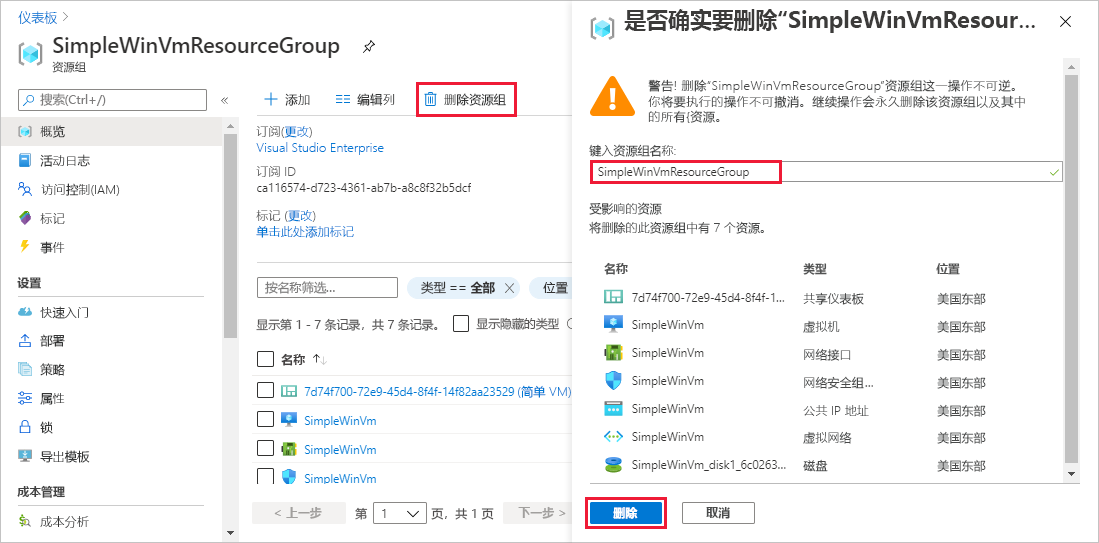 仪表板
SimpleWinVmResourceGroup
资源组
搜索(Ctrl+/)
«
概览
活动日志
访问控制(IAM)
标记
事件
设置
快速入门
部署
策略
属性
锁
导出模板
成本管理
成本分析
添加
编辑列
删除资源组
订阅(更改)
Visual Studio Enterprise
订阅 ID
ca116574-d723-4361-ab7b-a8c8f32b5dcf
标记 (更改)
单击此处添加标记
按名称筛选...
类型 == 全部
位置
显示第 1 - 7 条记录，共 7 条记录。
显示隐藏的类型
名称 ↑↓
7d74f700-72e9-45d4-8f4f-14f82aa23529 (简单 VM)
SimpleWinVm
SimpleWinVm
SimpleWinVm
< 上一步
第 1 页，共 1 页
下一步 >
是否确实要删除“SimpleWinVmResour...
警告! 删除“SimpleWinVmResourceGroup”资源组这一操作不可逆。
你将要执行的操作不可撤消。继续操作会永久删除该资源组以及其中
的所有{资源。
键入资源组名称:
SimpleWinVmResourceGroup
受影响的资源
将删除的此资源组中有 7 个资源。
名称 类型 位置
7d74f700-72e9-45d4-8f4f-1... 共享仪表板 美国东部
SimpleWinVm 虚拟机 美国东部
SimpleWinVm 网络接口 美国东部
SimpleWinVm 网络安全组... 美国东部
SimpleWinVm 公共 IP 地址 美国东部
SimpleWinVm 虚拟网络 美国东部
SimpleWinVm_disk1_6c0263... 磁盘 美国东部
删除
取消